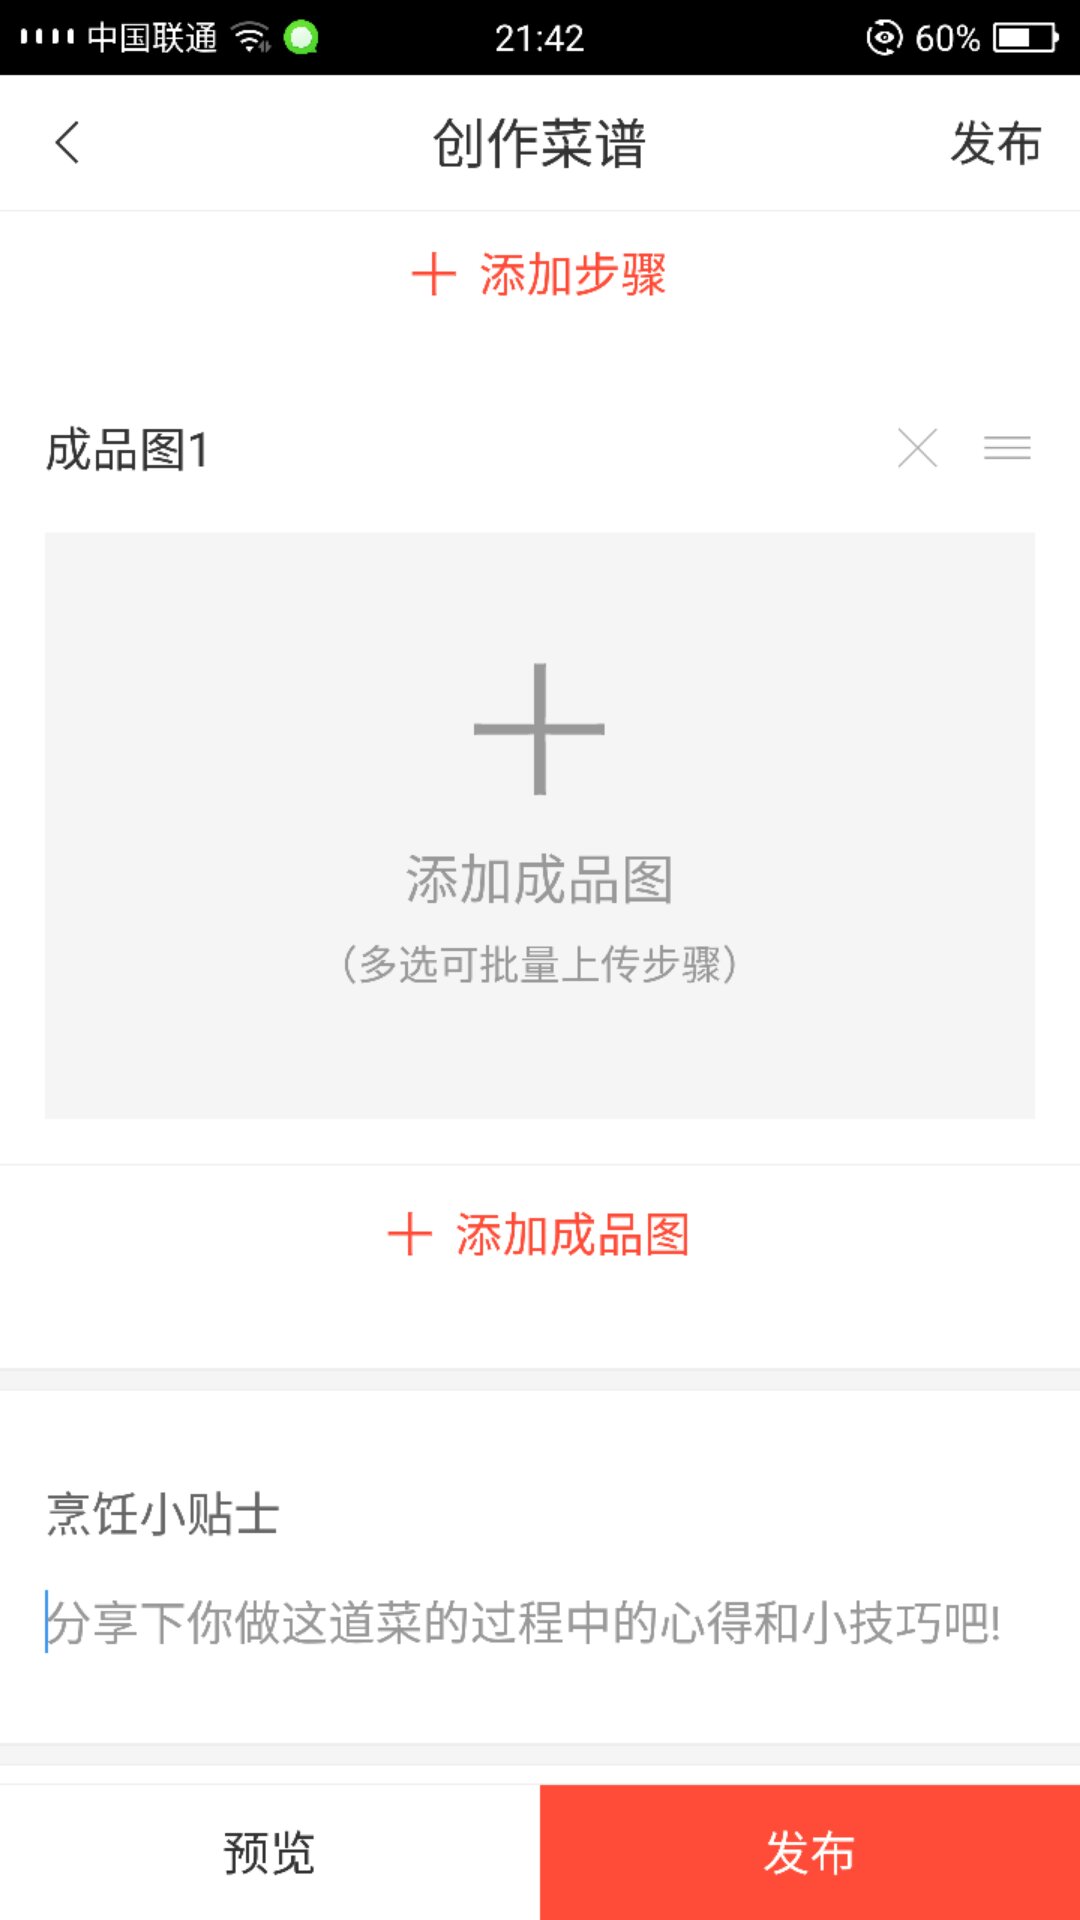 中国联通 21:42 60%
创作菜谱 发布
添加步骤
成品图1
添加成品图
（多选可批量上传步骤）
添加成品图
烹饪小贴士
分享下你做这道菜的过程中的心得和小技巧吧!
预览 发布